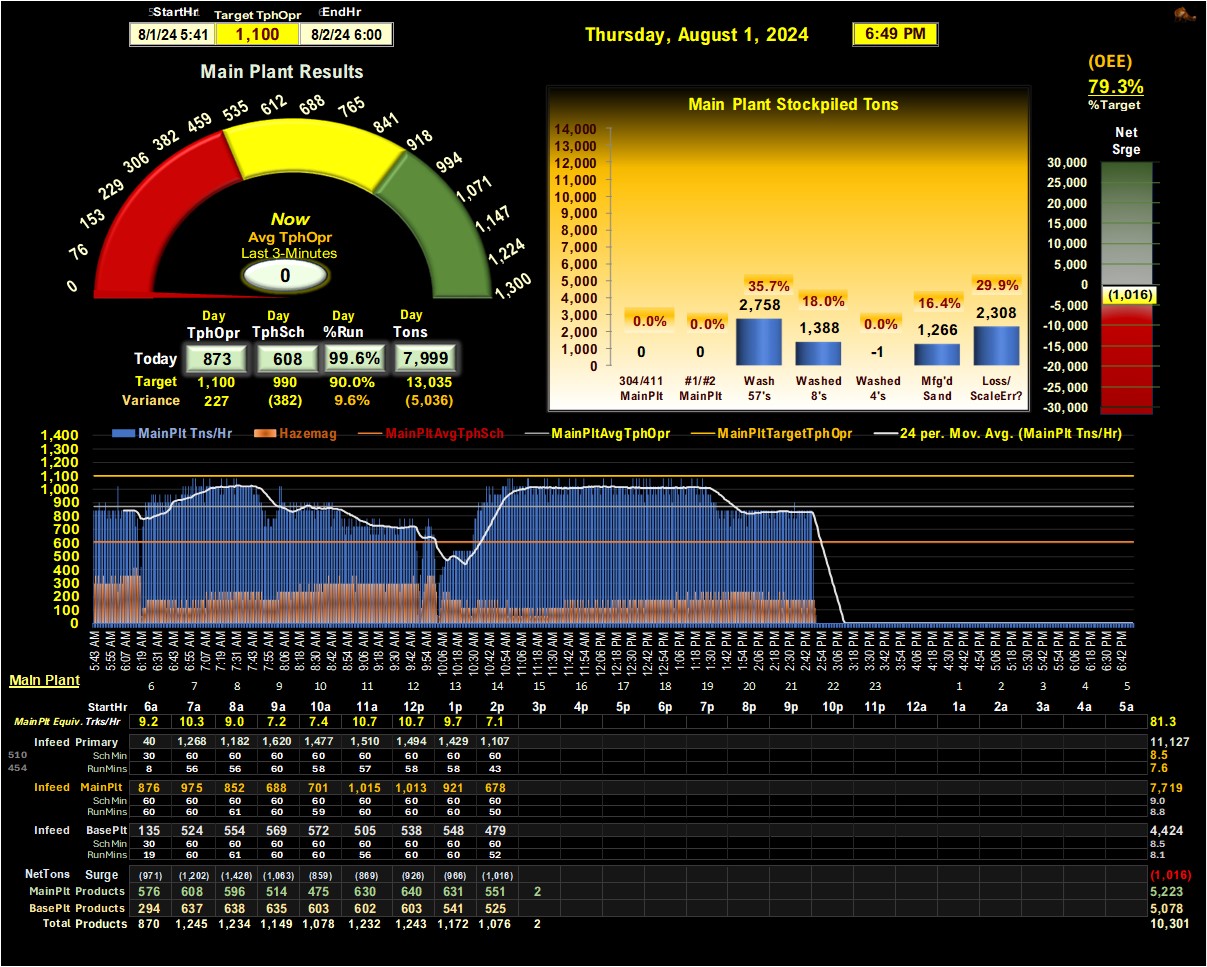 StartHr Target TphOpr EndHr
8/1/24 5:41 1,100 8/2/24 6:00
Thursday, August 1, 2024 6:49 PM
(OEE)
79.3%
%Target
Main Plant Results
0 76 153 229 306 382 459 535 612 688 765 841 918 994 1,071 1,147 1,224 1,300
Now
Avg TphOpr
Last 3-Minutes
0
Day Day Day Day
TphOpr TphSch %Run Tons
Today 873 608 99.6% 7,999
Target 1,100 990 90.0% 13,035
Variance 227 (382) 9.6% (5,036)
Main Plant Stockpiled Tons
14,000
13,000
12,000
11,000
10,000
9,000
8,000
7,000
6,000
5,000
4,000
3,000
2,000
1,000
0
0.0% 0.0% 35.7% 18.0% 0.0% 16.4% 29.9%
0 0 2,758 1,388 -1 1,266 2,308
304/411 #1/#2 Wash Washed Washed Mfg'd Loss/
MainPlt MainPlt 57's 8's 4's Sand ScaleErr?
Net
Srge
30,000
25,000
20,000
15,000
10,000
5,000
0
(1,016)
-5,000
-10,000
-15,000
-20,000
-25,000
-30,000
MainPlt Tns/Hr Hazemag MainPltAvgTphSch MainPltAvgTphOpr MainPltTargetTphOpr 24 per. Mov. Avg. (MainPlt Tns/Hr)
1,400
1,300
1,200
1,100
1,000
900
800
700
600
500
400
300
200
100
0
5:43 AM 5:55 AM 6:07 AM 6:19 AM 6:31 AM 6:43 AM 6:55 AM 7:07 AM 7:19 AM 7:31 AM 7:43 AM 7:55 AM 8:06 AM 8:18 AM 8:30 AM 8:42 AM 8:54 AM 9:06 AM 9:18 AM 9:30 AM 9:42 AM 9:54 AM 10:06 AM 10:18 AM 10:30 AM 10:42 AM 10:54 AM 11:06 AM 11:18 AM 11:30 AM 11:42 AM 11:54 AM 12:06 PM 12:18 PM 12:30 PM 12:42 PM 12:54 PM 1:06 PM 1:18 PM 1:30 PM 1:42 PM 1:54 PM 2:06 PM 2:18 PM 2:30 PM 2:42 PM 2:54 PM 3:06 PM 3:18 PM 3:30 PM 3:42 PM 3:54 PM 4:06 PM 4:18 PM 4:30 PM 4:42 PM 4:54 PM 5:06 PM 5:18 PM 5:30 PM 5:42 PM 5:54 PM 6:06 PM 6:18 PM 6:30 PM 6:42 PM
Main Plant
6 7 8 9 10 11 12 13 14 15 16 17 18 19 20 21 22 23 1 2 3 4 5
StartHr 6a 7a 8a 9a 10a 11a 12p 1p 2p 3p 4p 5p 6p 7p 8p 9p 10p 11p 12a 1a 2a 3a 4a 5a
MainPlt Equiv. Trks/Hr 9.2 10.3 9.0 7.2 7.4 10.7 10.7 9.7 7.1 81.3
Infeed Primary 40 1,268 1,182 1,620 1,477 1,510 1,494 1,429 1,107 11,127
510 Sch Min 30 60 60 60 60 60 60 60 60 8.5
454 RunMins 8 56 56 60 58 57 58 58 43 7.6
Infeed MainPlt 876 975 852 688 701 1,015 1,013 921 678 7,719
Sch Min 60 60 60 60 60 60 60 60 60 9.0
RunMins 60 60 61 60 59 60 60 60 50 8.8
Infeed BasePlt 135 524 554 569 572 505 538 548 479 4,424
Sch Min 30 60 60 60 60 60 60 60 60 8.5
RunMins 19 60 61 60 60 56 60 60 52 8.1
NetTons Surge (971) (1,202) (1,426) (1,063) (859) (869) (926) (966) (1,016) (1,016)
MainPlt Products 576 608 596 514 475 630 640 631 551 2 5,223
BasePlt Products 294 637 638 635 603 602 603 541 525 5,078
Total Products 870 1,245 1,234 1,149 1,078 1,232 1,243 1,172 1,076 2 10,301